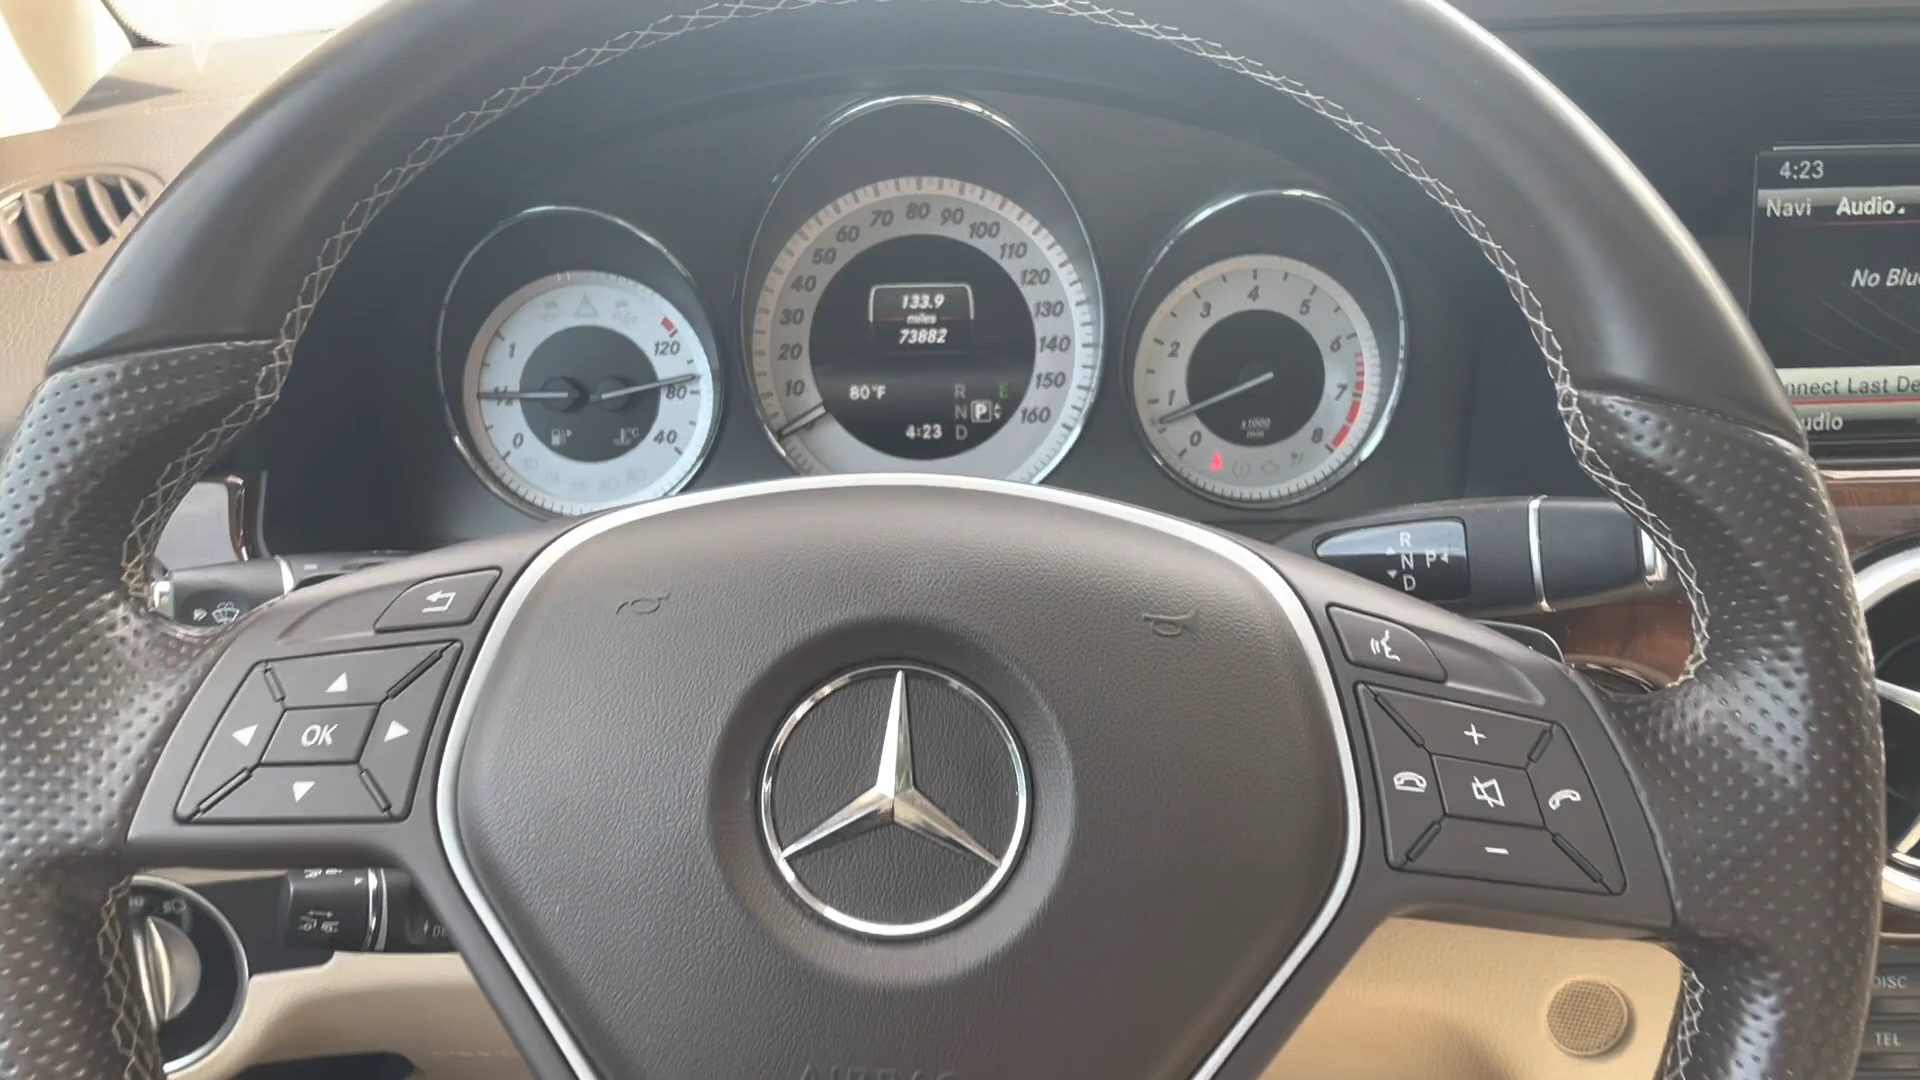 4:23
Navi Audio
No Blu
nnect Last De
udio
1
1/2
0
120
80
40
°C
10
20
30
40
50
60
70
80
90
100
110
120
130
140
150
160
133.9
miles
73882
80°F
4:23
R
N P
D
E
0
1
2
3
4
5
6
7
8
x1000
min
R
N P
D
OK
+
−
DISC
TEL
AIRBAG